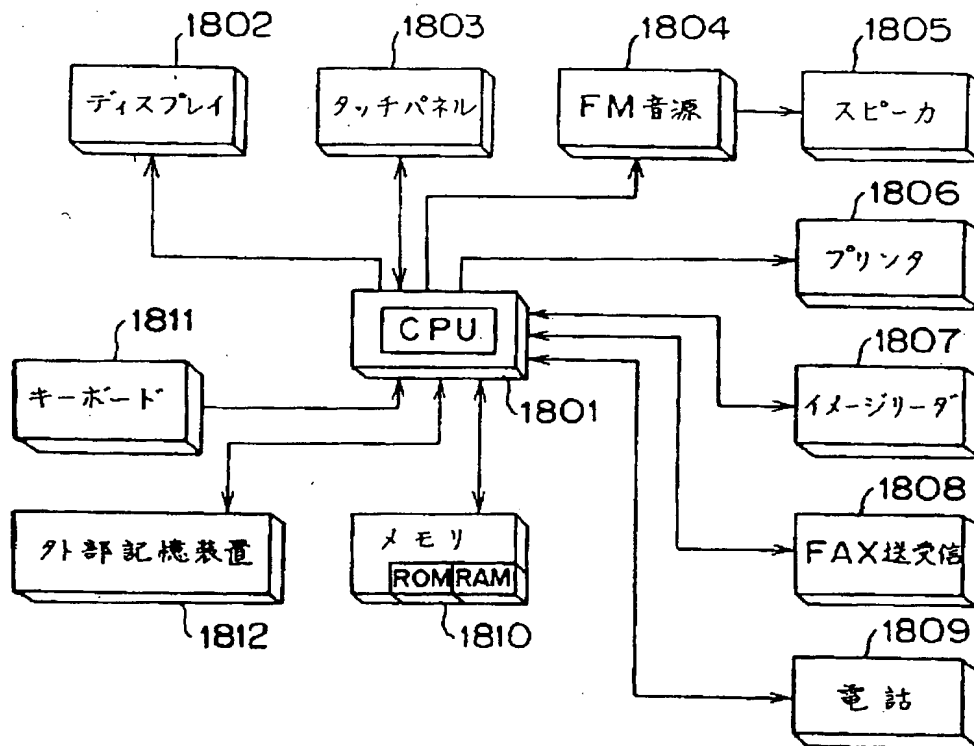 1802
ディスプレイ
1803
タッチパネル
1804
FM音源
1805
スピーカ
1806
プリンタ
CPU
1801
1807
イメージリーダ
1811
キーボード
1808
FAX送受信
外部記憶装置
1812
メモリ
ROM RAM
1810
1809
電話